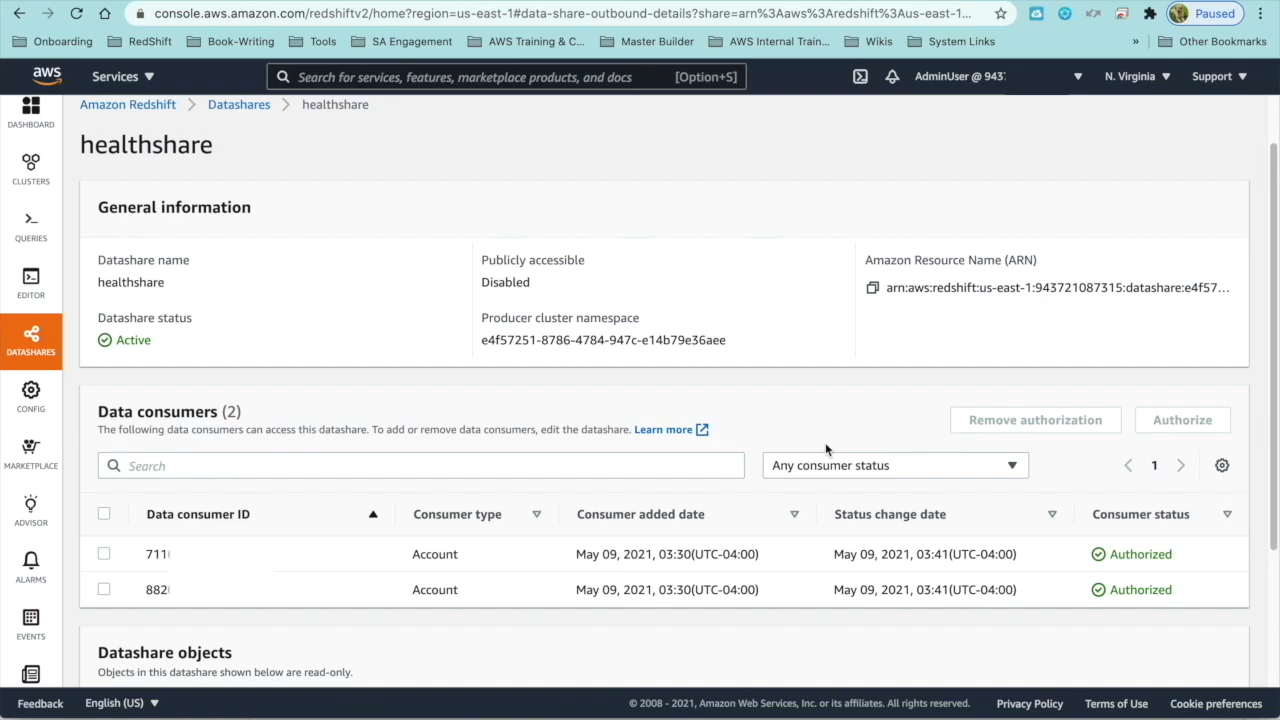 console.aws.amazon.com/redshiftv2/home?region=us-east-1#data-share-outbound-details?share=arn%3Aaws%3Aredshift%3Aus-east-1...
Paused
Onboarding RedShift Book-Writing Tools SA Engagement AWS Training & C... Master Builder AWS Internal Train... Wikis System Links » Other Bookmarks
aws Services Search for services, features, marketplace products, and docs [Option+S] AdminUser @ 943 N. Virginia Support
DASHBOARD
CLUSTERS
QUERIES
EDITOR
DATASHARES
CONFIG
MARKETPLACE
ADVISOR
ALARMS
EVENTS
Amazon Redshift > Datashares > healthshare
healthshare
General information
Datashare name
healthshare
Datashare status
Active
Publicly accessible
Disabled
Producer cluster namespace
e4f57251-8786-4784-947c-e14b79e36aee
Amazon Resource Name (ARN)
arn:aws:redshift:us-east-1:943721087315:datashare:e4f57...
Data consumers (2)
The following data consumers can access this datashare. To add or remove data consumers, edit the datashare. Learn more
Remove authorization Authorize
Search Any consumer status < 1 >
Data consumer ID Consumer type Consumer added date Status change date Consumer status
711 Account May 09, 2021, 03:30(UTC-04:00) May 09, 2021, 03:41(UTC-04:00) Authorized
882 Account May 09, 2021, 03:30(UTC-04:00) May 09, 2021, 03:41(UTC-04:00) Authorized
Datashare objects
Objects in this datashare shown below are read-only.
Feedback English (US) © 2008 - 2021, Amazon Web Services, Inc. or its affiliates. All rights reserved. Privacy Policy Terms of Use Cookie preferences